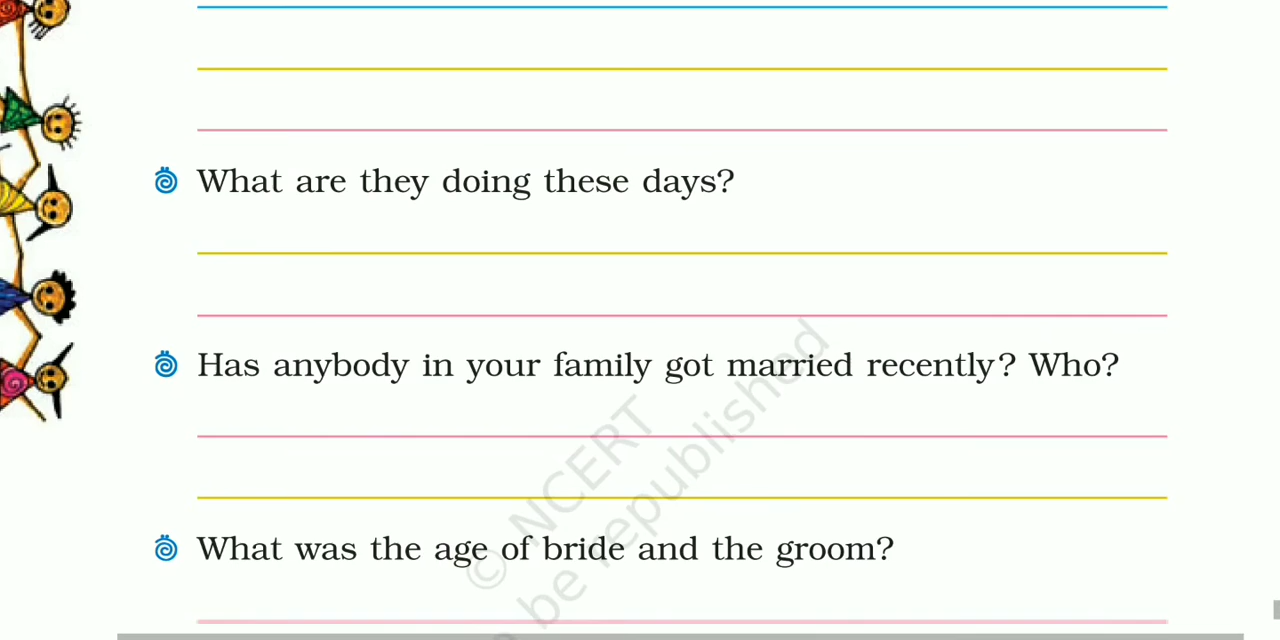 What are they doing these days?
Has anybody in your family got married recently? Who?
What was the age of bride and the groom?
© NCERT
be republished